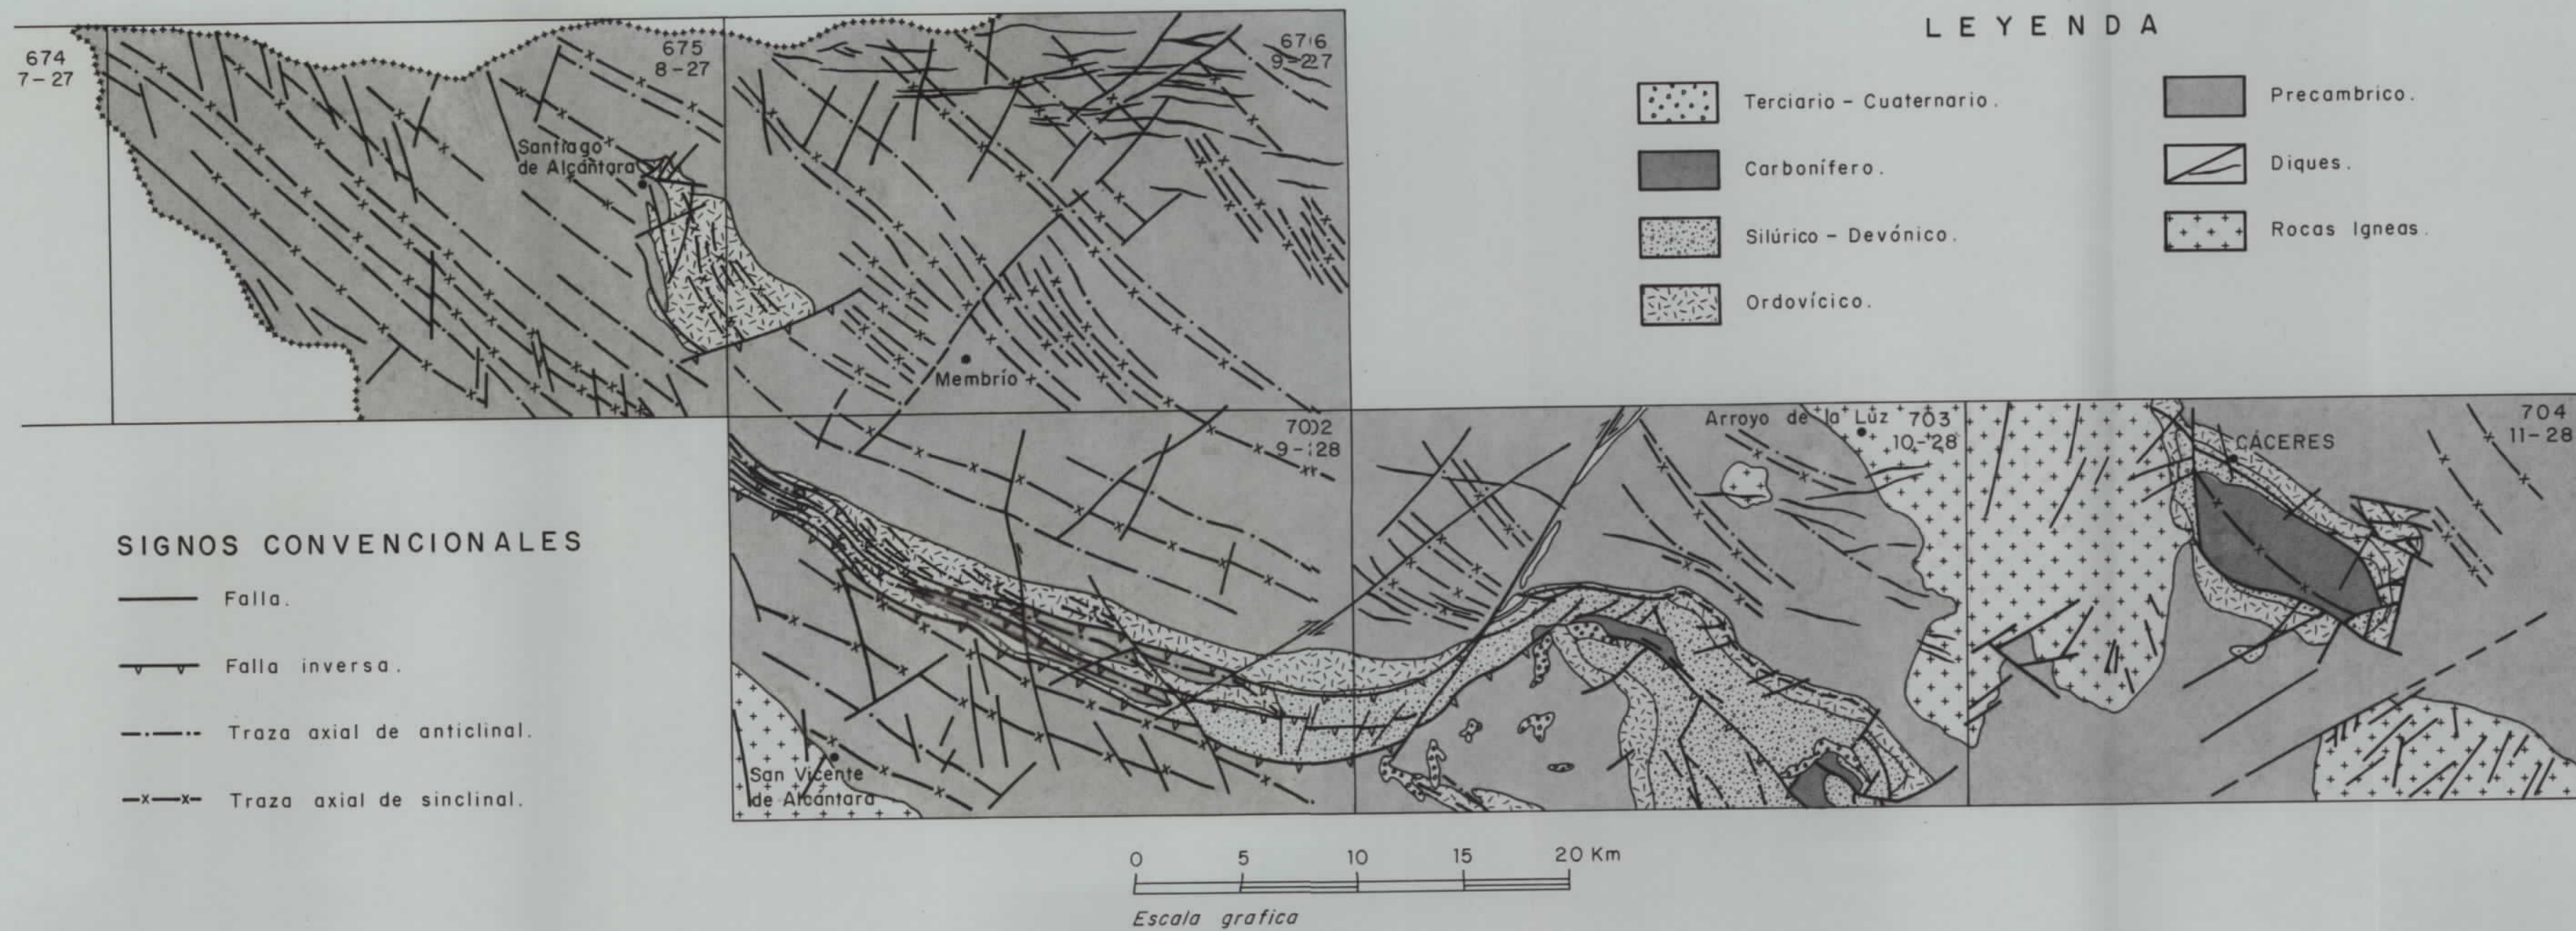 LEYENDA
Terciario - Cuaternario.
Carbonífero.
Silúrico - Devónico.
Ordovícico.
Precambrico.
Diques.
Rocas Igneas.
674
7-27
675
8-27
676
9-27
Santiago
de Alcántara
Membrío
702
9-28
Arroyo de la Lúz
703
10-28
CÁCERES
704
11-28
San Vicente
de Alcántara
SIGNOS CONVENCIONALES
Falla.
Falla inversa.
Traza axial de anticlinal.
Traza axial de sinclinal.
0 5 10 15 20 Km
Escala grafica